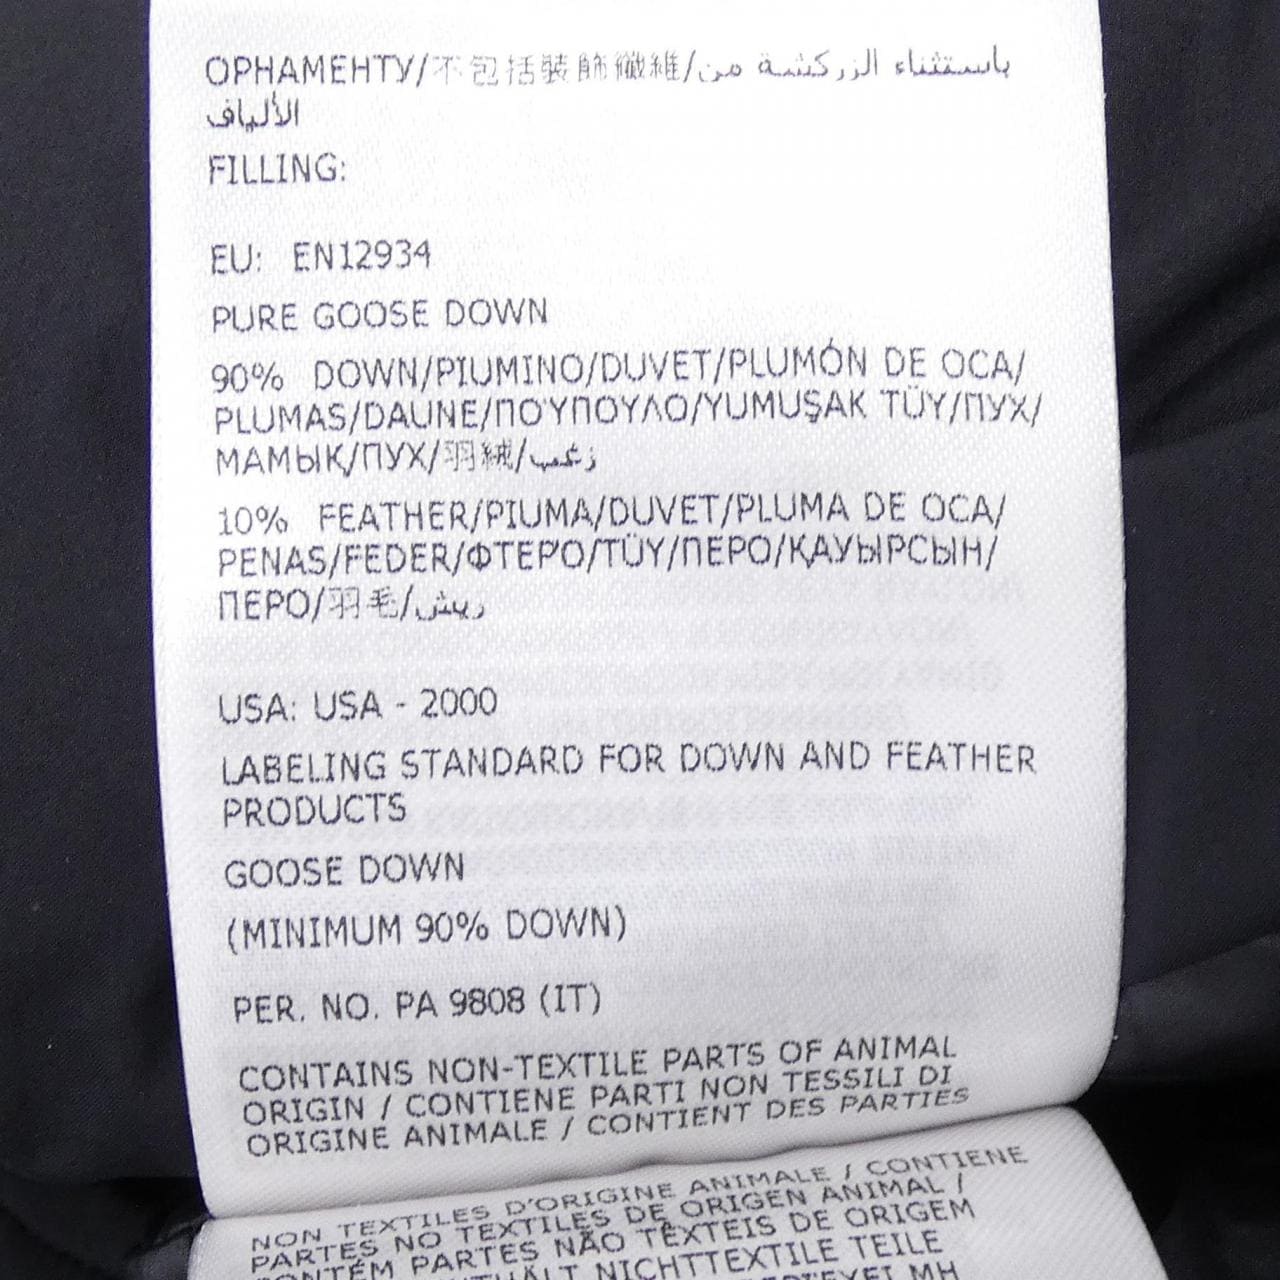 ОРНАМЕНТУ/不包括裝飾纖維/باستثناء الزركشة من
الألياف
FILLING:
EU: EN12934
PURE GOOSE DOWN
90% DOWN/PIUMINO/DUVET/PLUMÓN DE OCA/
PLUMAS/DAUNE/ΠΟΎΠΟΥΛΟ/YUMUŞAK TÜY/ПУХ/
МАМЫҚ/ПУХ/羽絨/زغب
10% FEATHER/PIUMA/DUVET/PLUMA DE OCA/
PENAS/FEDER/ΦΤΕΡΌ/TÜY/ПЕРО/ҚАУЫРСЫН/
ПЕРО/羽毛/ريش
USA: USA - 2000
LABELING STANDARD FOR DOWN AND FEATHER
PRODUCTS
GOOSE DOWN
(MINIMUM 90% DOWN)
PER. NO. PA 9808 (IT)
CONTAINS NON-TEXTILE PARTS OF ANIMAL
ORIGIN / CONTIENE PARTI NON TESSILI DI
ORIGINE ANIMALE / CONTIENT DES PARTIES
NON TEXTILES D'ORIGINE ANIMALE / CONTIENE
PARTES NO TEXTILES DE ORIGEN ANIMAL /
CONTÉM PARTES NÃO TÊXTEIS DE ORIGEM
NICHTTEXTILE TEILE